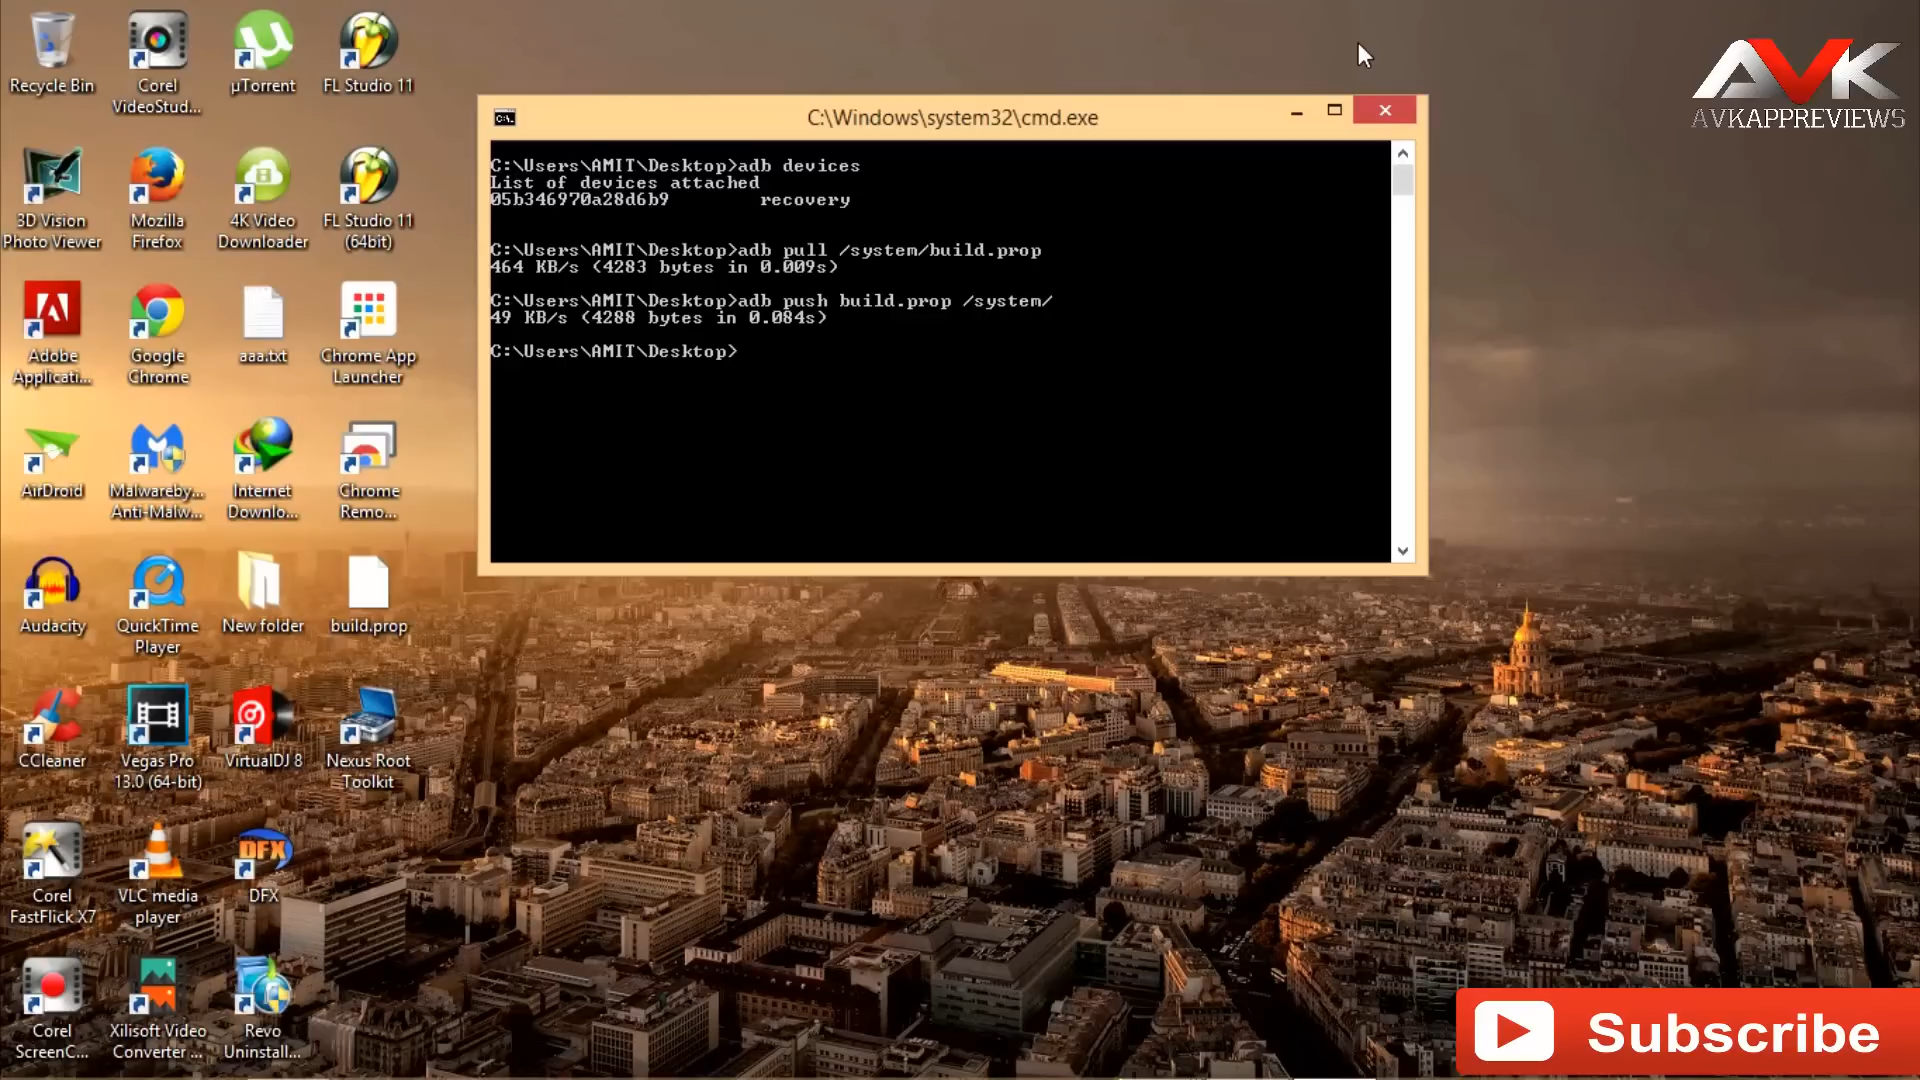 Recycle Bin
Corel
VideoStud...
µTorrent
FL Studio 11
3D Vision
Photo Viewer
Mozilla
Firefox
4K Video
Downloader
FL Studio 11
(64bit)
Adobe
Applicati...
Google
Chrome
aaa.txt
Chrome App
Launcher
AirDroid
Malwareby...
Anti-Malw...
Internet
Downlo...
Chrome
Remo...
Audacity
QuickTime
Player
New folder
build.prop
CCleaner
Vegas Pro
13.0 (64-bit)
VirtualDJ 8
Nexus Root
Toolkit
Corel
FastFlick X7
VLC media
player
DFX
DFX
Corel
ScreenC...
Xilisoft Video
Converter ...
Revo
Uninstall...
C:\Windows\system32\cmd.exe
C:\Users\AMIT\Desktop>adb devices
List of devices attached
05b346970a28d6b9 recovery
C:\Users\AMIT\Desktop>adb pull /system/build.prop
464 KB/s (4283 bytes in 0.009s)
C:\Users\AMIT\Desktop>adb push build.prop /system/
49 KB/s (4288 bytes in 0.084s)
C:\Users\AMIT\Desktop>
AVK
AVKAPPREVIEWS
Subscribe